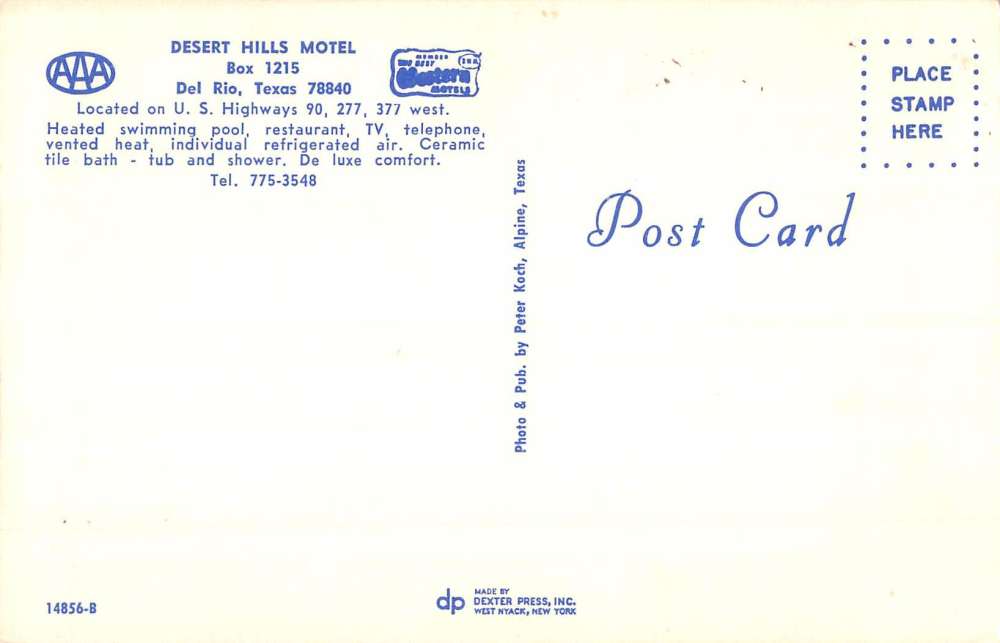 AAA
DESERT HILLS MOTEL
Box 1215
Del Rio, Texas 78840
MEMBER
THE BEST
Western
MOTELS
Located on U. S. Highways 90, 277, 377 west.
Heated swimming pool, restaurant, TV, telephone,
vented heat, individual refrigerated air. Ceramic
tile bath - tub and shower. De luxe comfort.
Tel. 775-3548
Photo & Pub. by Peter Koch, Alpine, Texas
PLACE
STAMP
HERE
Post Card
14856-B
dp
MADE BY
DEXTER PRESS, INC.
WEST NYACK, NEW YORK